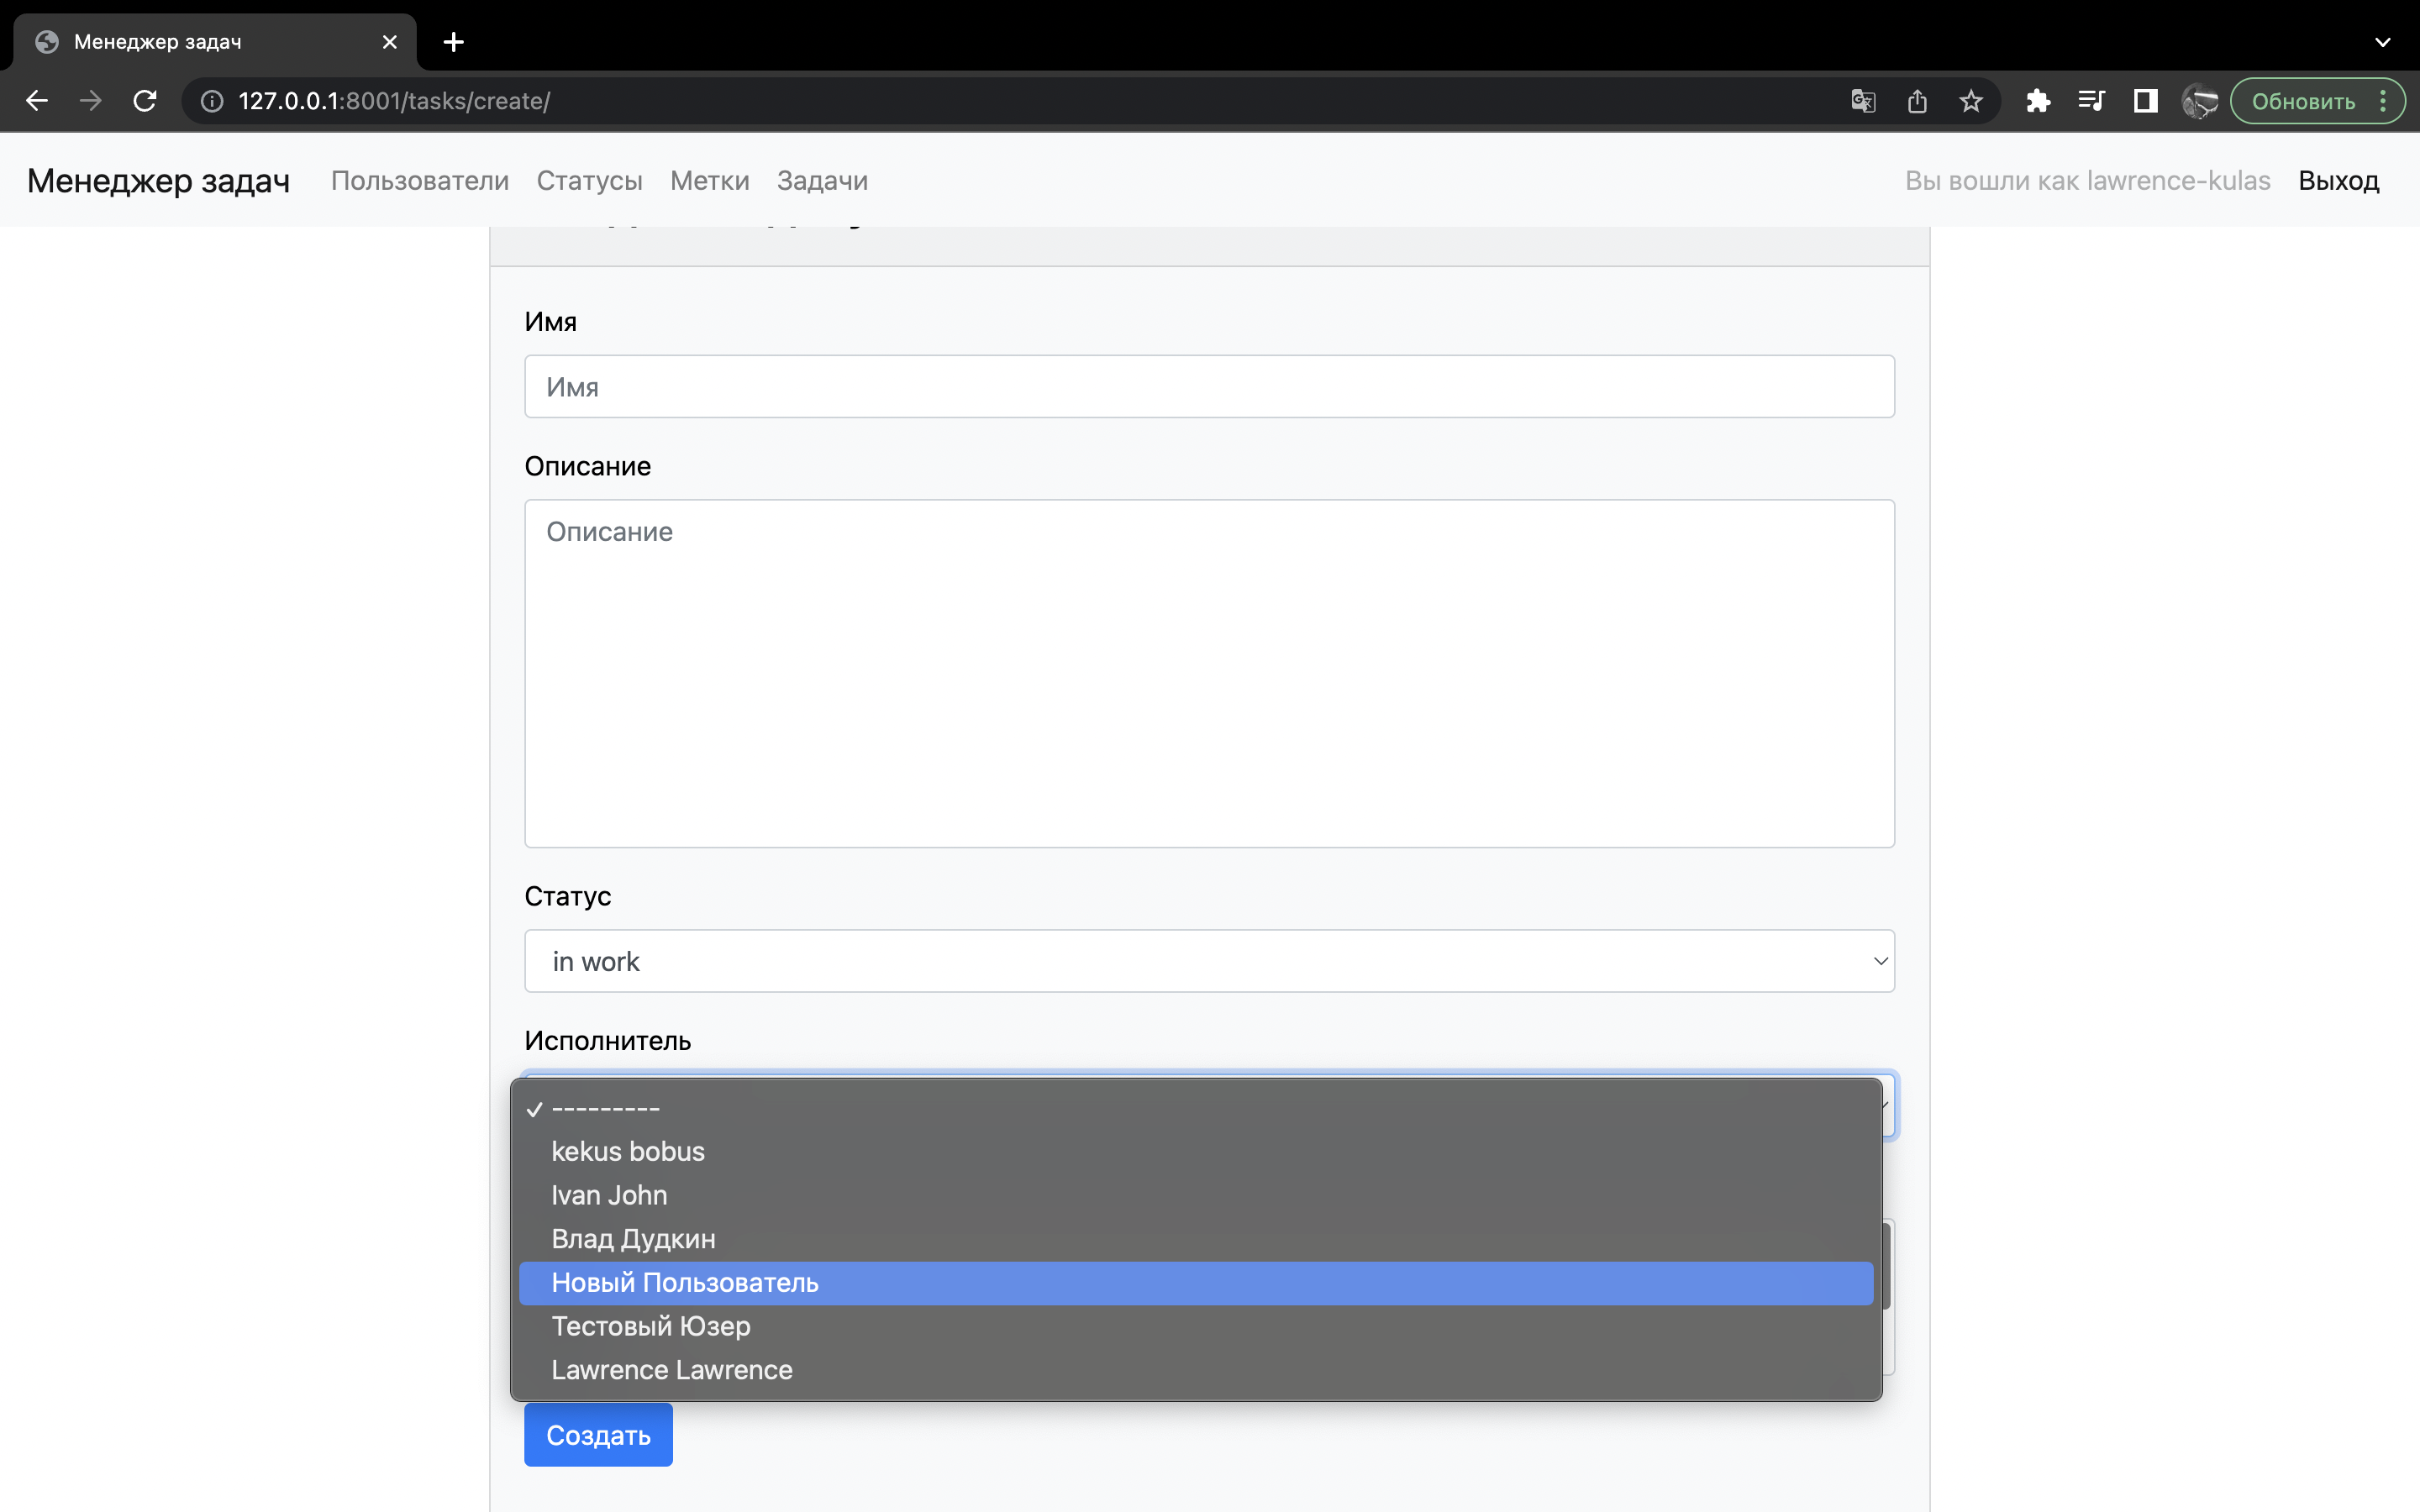 Менеджер задач
127.0.0.1:8001/tasks/create/
Обновить
Менеджер задач Пользователи Статусы Метки Задачи Вы вошли как lawrence-kulas Выход
Имя
Имя
Описание
Описание
Статус
in work
Исполнитель
---------
kekus bobus
Ivan John
Влад Дудкин
Новый Пользователь
Тестовый Юзер
Lawrence Lawrence
Создать